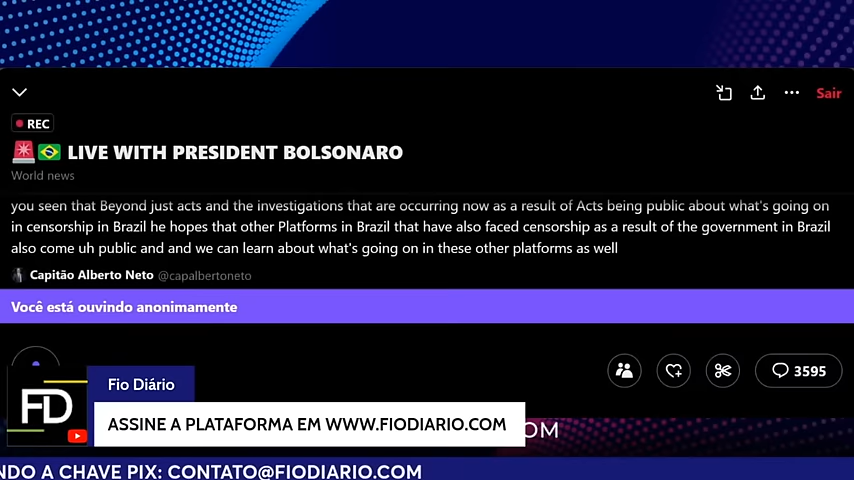 Sair
REC
LIVE WITH PRESIDENT BOLSONARO
World news
you seen that Beyond just acts and the investigations that are occurring now as a result of Acts being public about what's going on
in censorship in Brazil he hopes that other Platforms in Brazil that have also faced censorship as a result of the government in Brazil
also come uh public and and we can learn about what's going on in these other platforms as well
Capitão Alberto Neto @capalbertoneto
Você está ouvindo anonimamente
3595
Fio Diário
FD
ASSINE A PLATAFORMA EM WWW.FIODIARIO.COM
OM
NDO A CHAVE PIX: CONTATO@FIODIARIO.COM